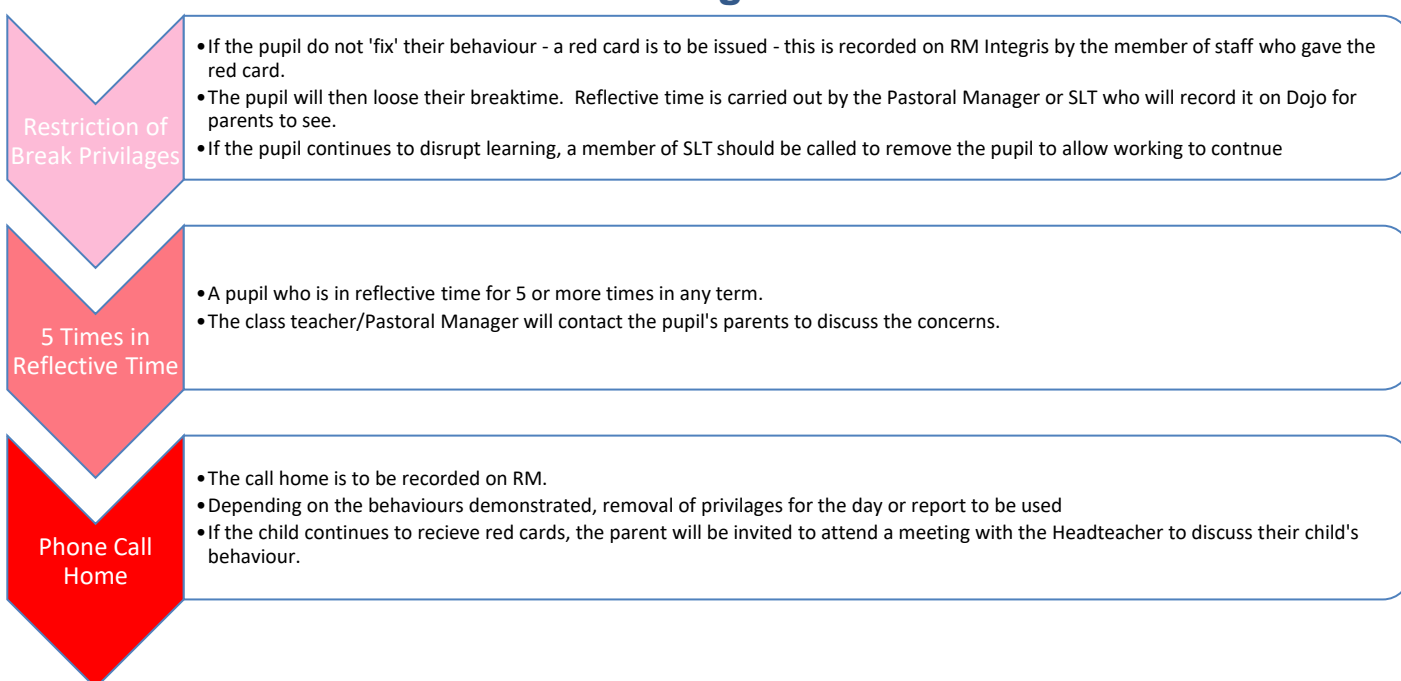 Restriction of
Break Privilages
•If the pupil do not 'fix' their behaviour - a red card is to be issued - this is recorded on RM Integris by the member of staff who gave the
red card.
•The pupil will then loose their breaktime.  Reflective time is carried out by the Pastoral Manager or SLT who will record it on Dojo for
parents to see.
•If the pupil continues to disrupt learning, a member of SLT should be called to remove the pupil to allow working to contnue
5 Times in
Reflective Time
•A pupil who is in reflective time for 5 or more times in any term.
•The class teacher/Pastoral Manager will contact the pupil's parents to discuss the concerns.
Phone Call
Home
•The call home is to be recorded on RM.
•Depending on the behaviours demonstrated, removal of privilages for the day or report to be used
•If the child continues to recieve red cards, the parent will be invited to attend a meeting with the Headteacher to discuss their child's
behaviour.